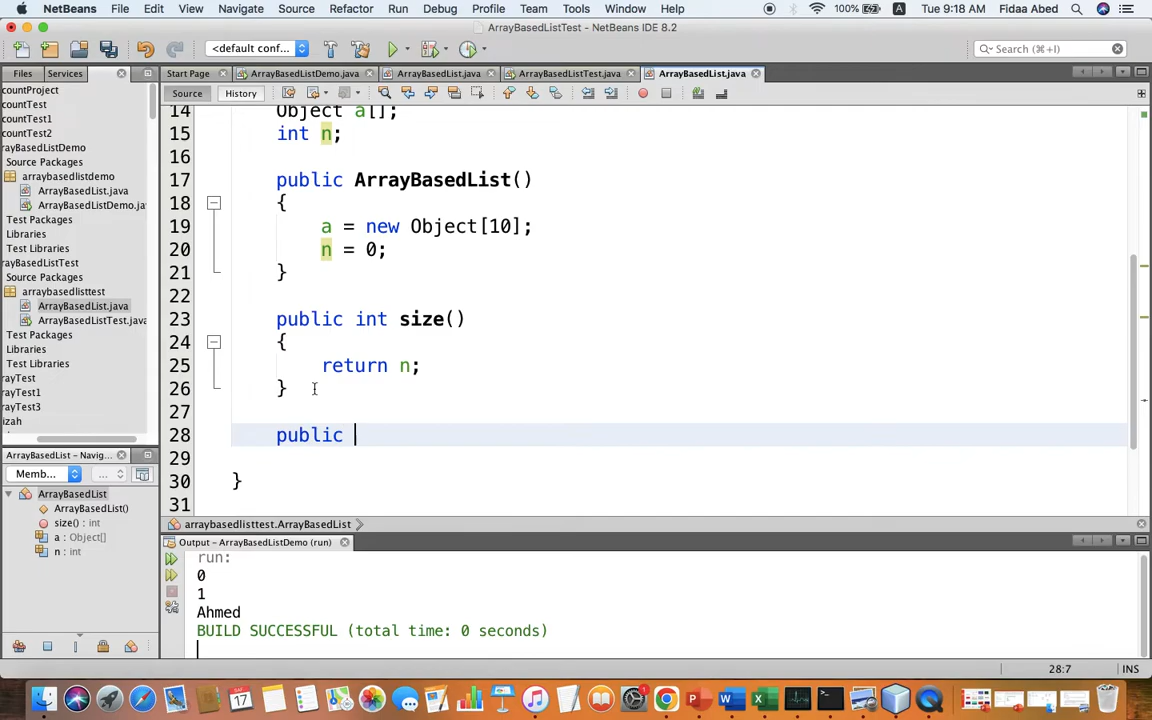 NetBeans File Edit View Navigate Source Refactor Run Debug Profile Team Tools Window Help 100% A Tue 9:18 AM Fidaa Abed
ArrayBasedListTest - NetBeans IDE 8.2
<default conf... Search (⌘+I)
Files Services Start Page ArrayBasedListDemo.java ArrayBasedList.java ArrayBasedListTest.java ArrayBasedList.java
Source History
countProject
countTest
countTest1
countTest2
rayBasedListDemo
Source Packages
arraybasedlistdemo
ArrayBasedList.java
ArrayBasedListDemo.ja
Test Packages
Libraries
Test Libraries
rayBasedListTest
Source Packages
arraybasedlisttest
ArrayBasedList.java
ArrayBasedListTest.java
Test Packages
Libraries
Test Libraries
rayTest
rayTest1
rayTest3
izah
14 Object a[];
15 int n;
16
17 public ArrayBasedList()
18 {
19 a = new Object[10];
20 n = 0;
21 }
22
23 public int size()
24 {
25 return n;
26 }
27
28 public
29
30 }
31
arraybasedlisttest.ArrayBasedList
ArrayBasedList - Navig...
Memb... ...
ArrayBasedList
ArrayBasedList()
size() : int
a : Object[]
n : int
Output - ArrayBasedListDemo (run)
run:
0
1
Ahmed
BUILD SUCCESSFUL (total time: 0 seconds)
28:7 INS
17